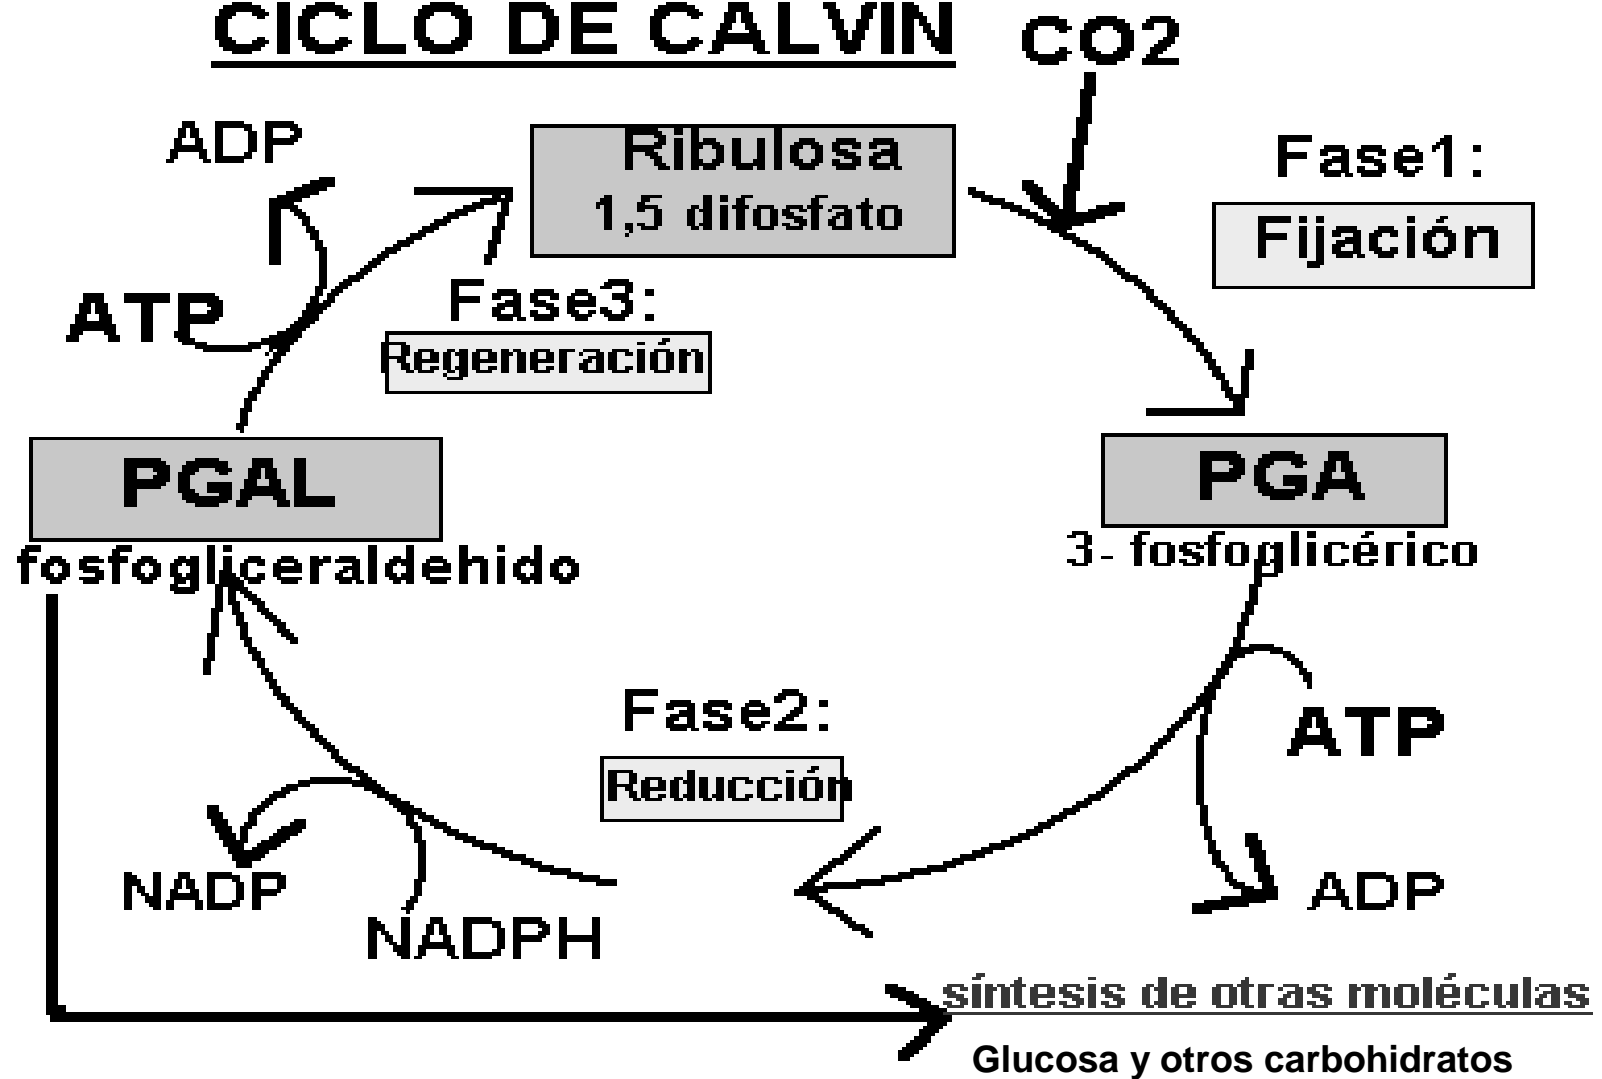 CICLO DE CALVIN
CO2
ADP
Ribulosa
1,5 difosfato
Fase1:
Fijación
ATP
Fase3:
Regeneración
PGAL
fosfogliceraldehido
PGA
3- fosfoglicérico
Fase2:
Reducción
ATP
ADP
NADP
NADPH
síntesis de otras moléculas
Glucosa y otros carbohidratos